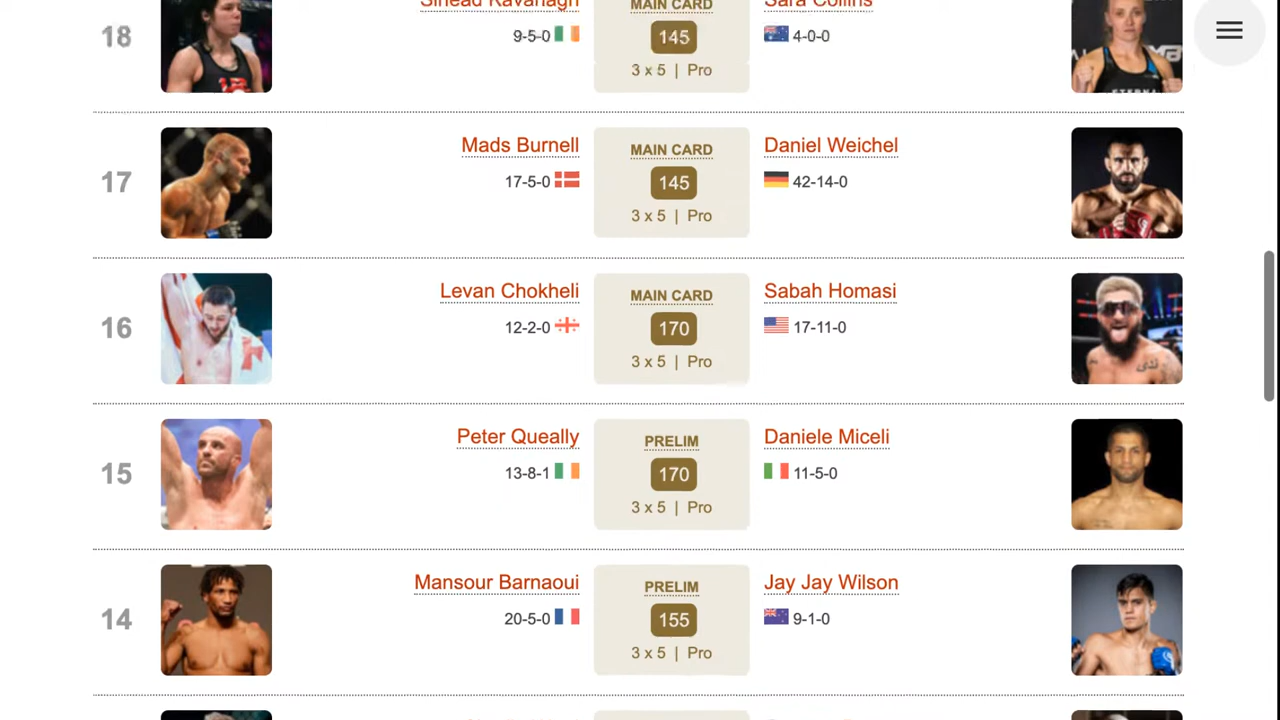 Sinead Kavanagh MAIN CARD Sara Collins
18 9-5-0 145 4-0-0
3 x 5 | Pro
Mads Burnell MAIN CARD Daniel Weichel
17 17-5-0 145 42-14-0
3 x 5 | Pro
Levan Chokheli MAIN CARD Sabah Homasi
16 12-2-0 170 17-11-0
3 x 5 | Pro
Peter Queally PRELIM Daniele Miceli
15 13-8-1 170 11-5-0
3 x 5 | Pro
Mansour Barnaoui PRELIM Jay Jay Wilson
14 20-5-0 155 9-1-0
3 x 5 | Pro